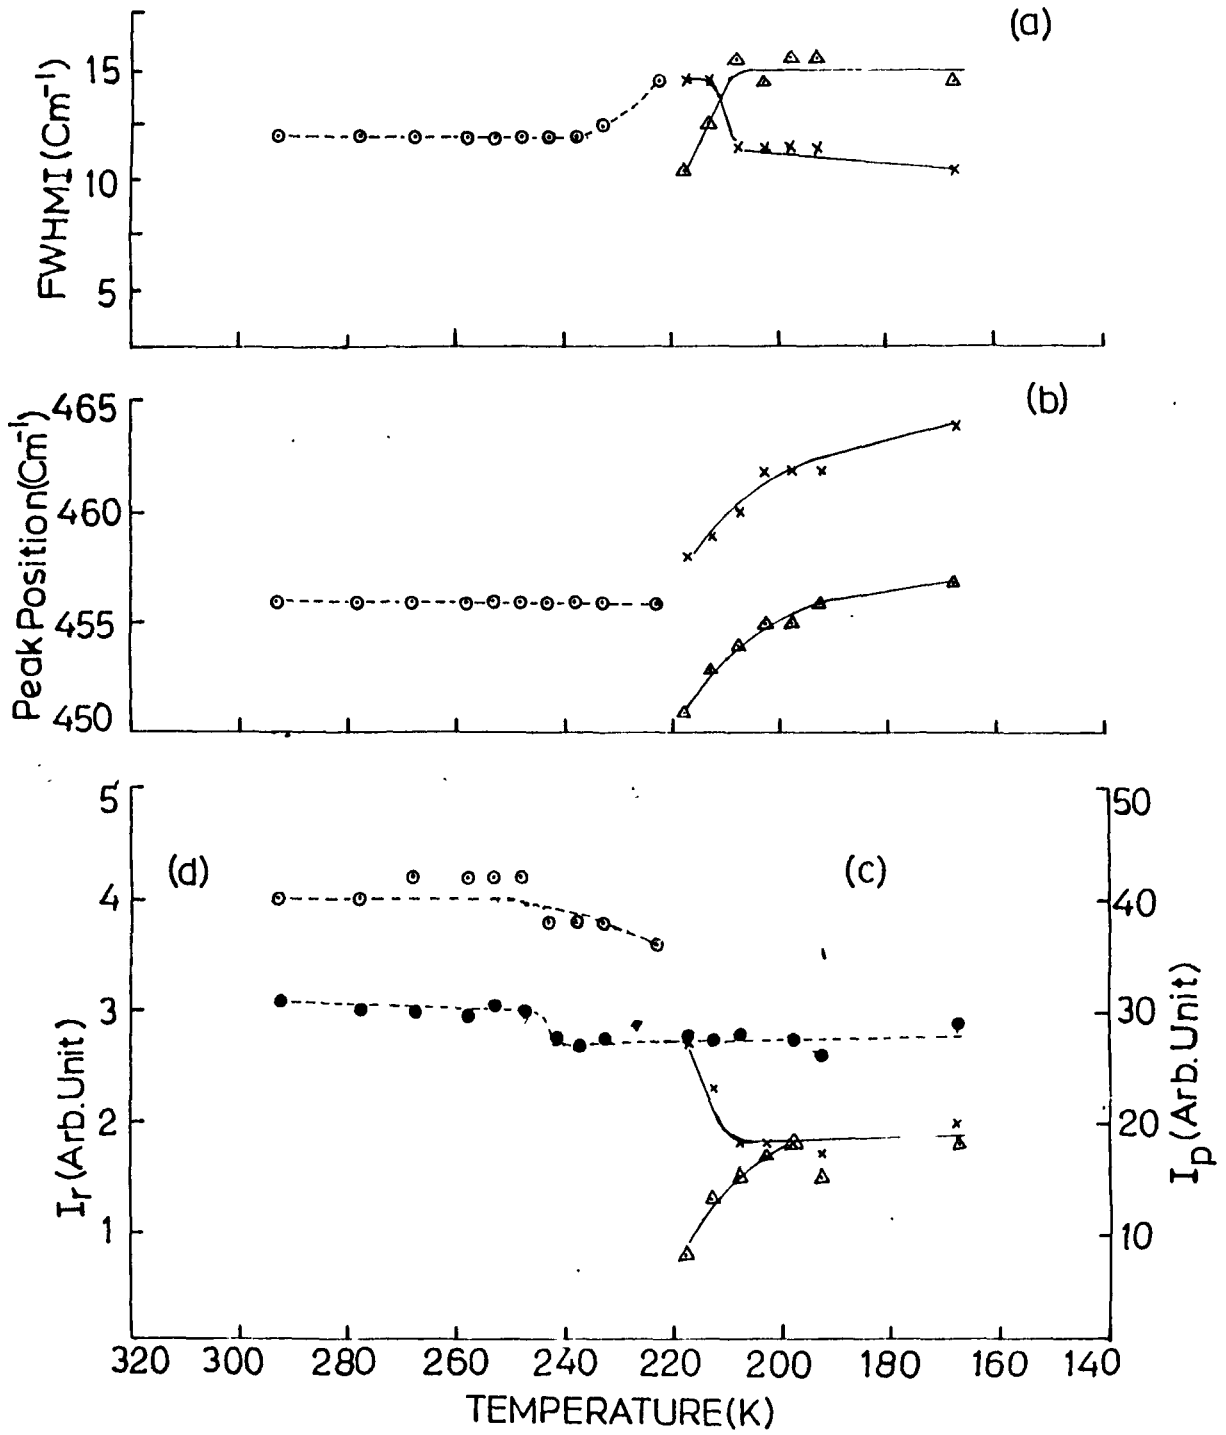 (a)
15
10
5
FWHMI (Cm⁻¹)
(b)
465
460
455
450
Peak Position(Cm⁻¹)
(d)
(c)
5
4
3
2
1
Iᵣ (Arb.Unit)
50
40
30
20
10
Iₚ (Arb.Unit)
320 300 280 260 240 220 200 180 160 140
TEMPERATURE(K)